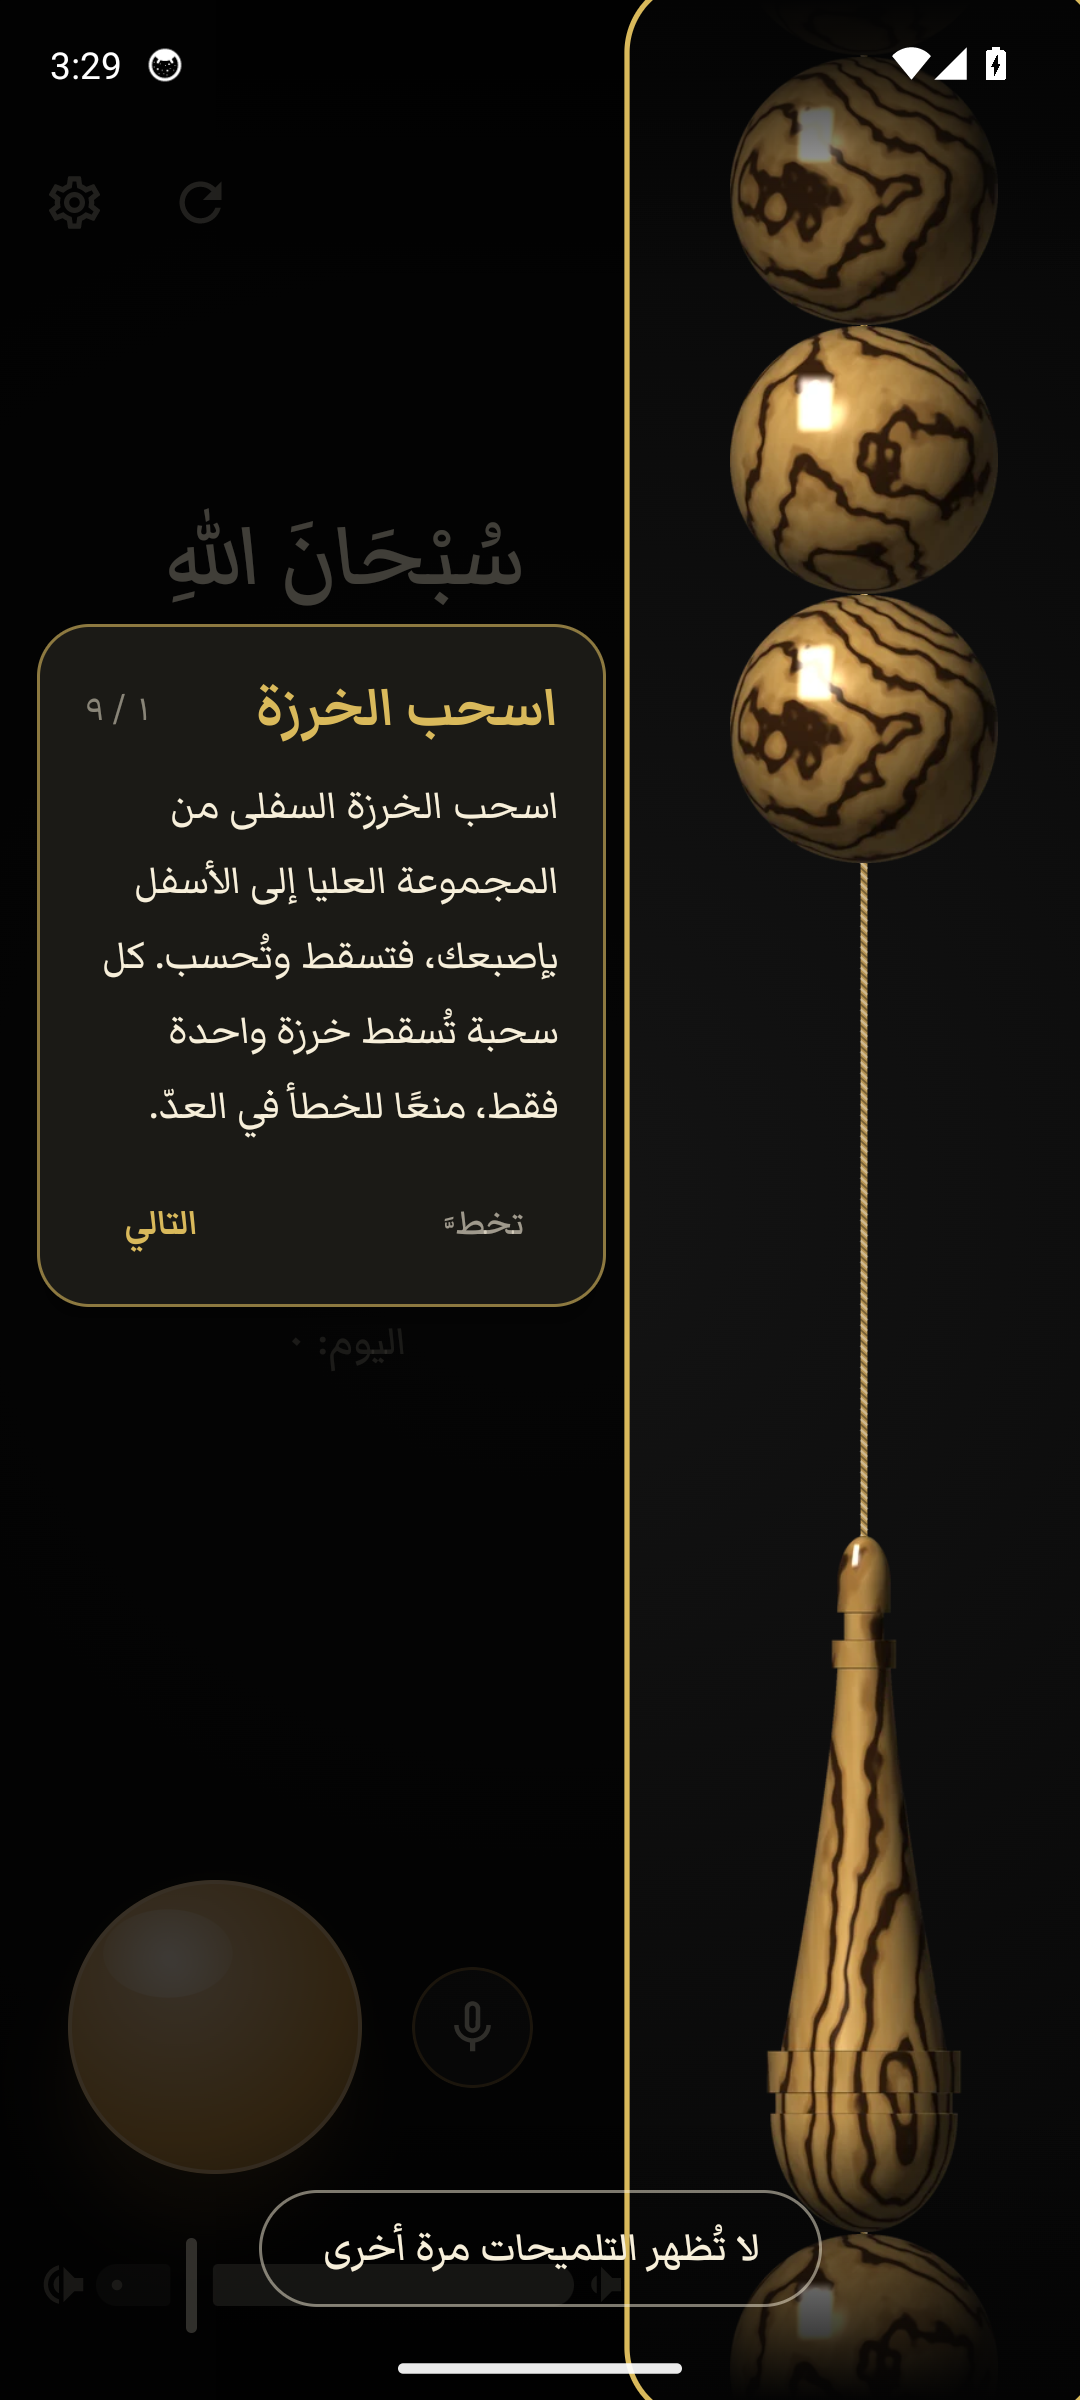 3:29
سُبْحَانَ اللهِ
اسحب الخرزة
١ / ٩
اسحب الخرزة السفلى من
المجموعة العليا إلى الأسفل
بإصبعك، فتسقط وتُحسب. كل
سحبة تُسقط خرزة واحدة
فقط، منعًا للخطأ في العدّ.
تخطَّ
التالي
اليوم: ٠
لا تُظهر التلميحات مرة أخرى